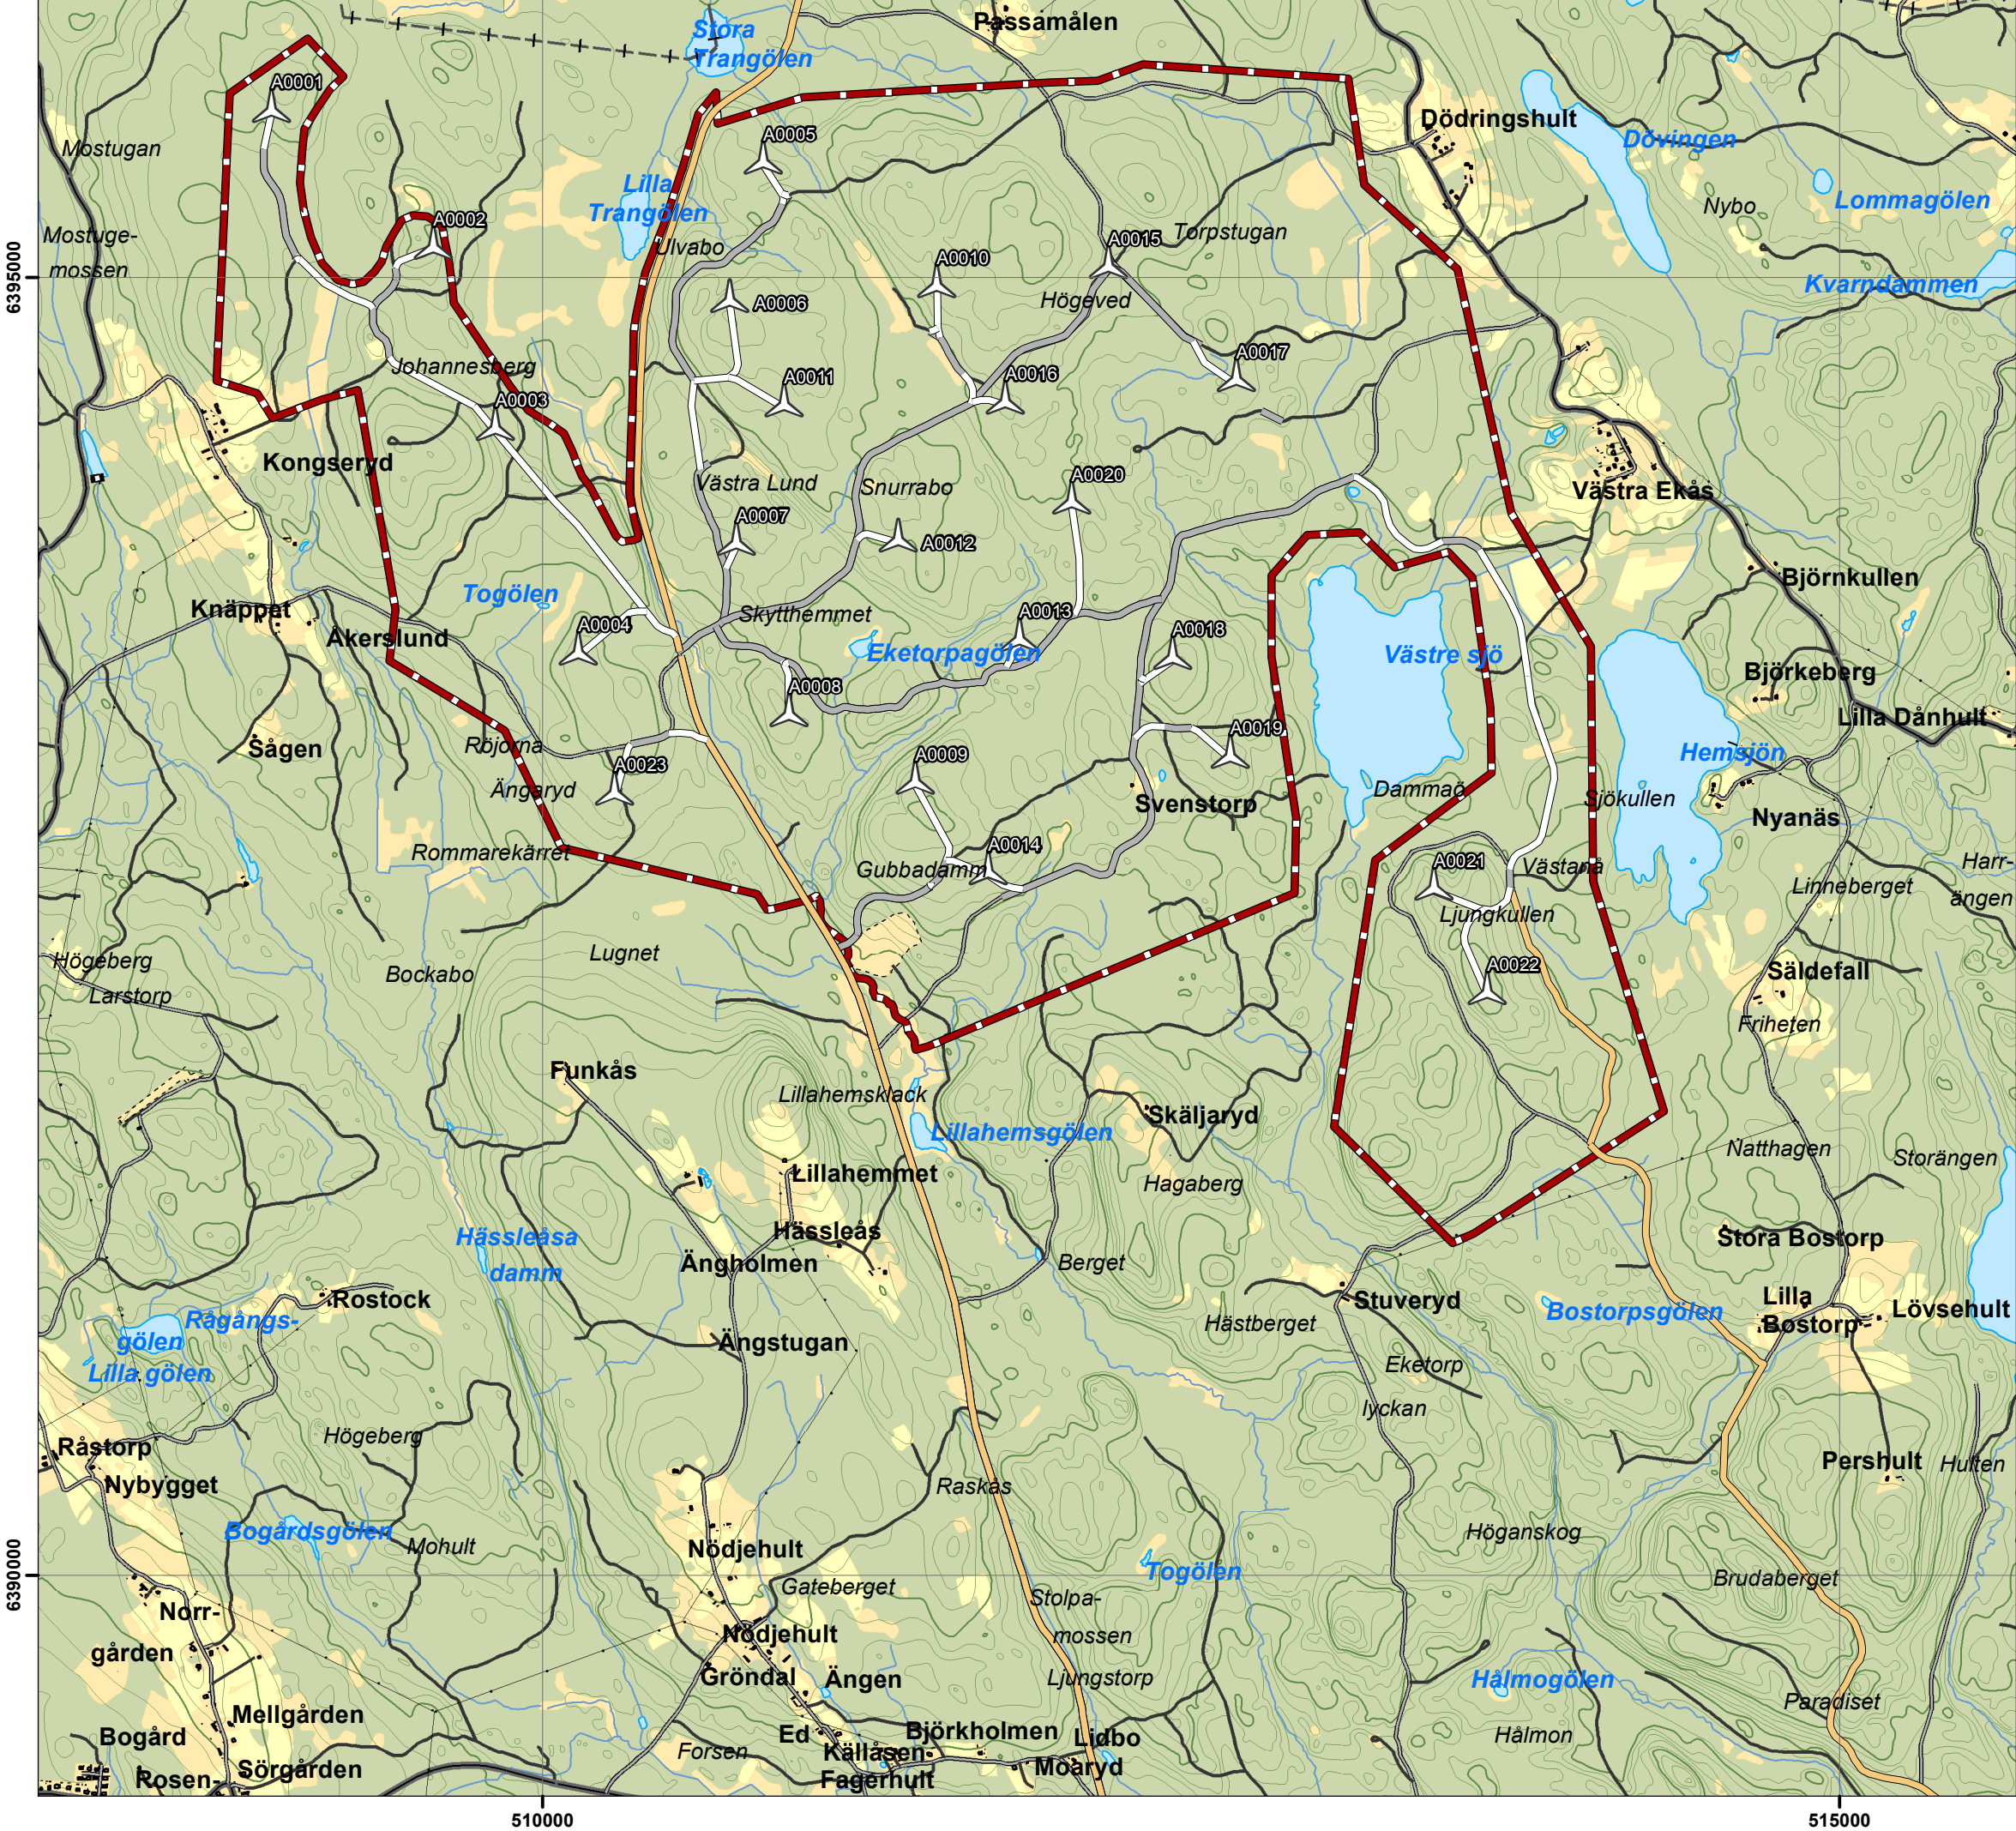 Passamålen
Stora
Trangölen
A0001
Dödringshult
A0005
Dövingen
Mostugan
Lilla
Trangölen
Nybo
Lommagölen
A0002
Torpstugan
Mostuge-
mossen
Ulvabo
A0015
A0010
6395000
Kvarndammen
Högeved
A0006
A0017
Johannesberg
A0011
A0016
A0003
Kongseryd
A0020
Västra Lund
Snurrabo
Västra Ekås
A0007
A0012
Björnkullen
Togölen
Knäppet
Skytthemmet
A0013
Åkerslund
A0004
A0018
Eketorpagölen
Västre sjö
Björkeberg
A0008
Lilla Dånhult
Sågen
Röjorna
A0019
Hemsjön
A0009
A0023
Ängaryd
Dammaö
Sjökullen
Svenstorp
Nyanäs
Rommarekärret
A0014
Gubbadamm
A0021
Västanå
Harr-
ängen
Linneberget
Ljungkullen
Lugnet
Högeberg
Bockabo
A0022
Säldefall
Larstorp
Friheten
Funkås
Lillahemsklack
Skäljaryd
Lillahemsgölen
Natthagen
Storängen
Lillahemmet
Hagaberg
Hässleås
Hässleåsa
damm
Stora Bostorp
Ängholmen
Berget
Rostock
Stuveryd
Lilla
Bostorp
Lövsehult
Rågångs-
gölen
Bostorpsgölen
Hästberget
Ängstugan
Lilla gölen
Eketorp
lyckan
Högeberg
Råstorp
Pershult
Hulten
Nybygget
Raskås
Bogårdsgölen
Höganskog
Mohult
Nödjehult
Togölen
6390000
Gateberget
Brudaberget
Stolpa-
mossen
Norr-
gården
Nödjehult
Gröndal
Ängen
Ljungstorp
Hålmogölen
Paradiset
Mellgården
Bogård
Ed
Björkholmen
Lidbo
Hålmon
Forsen
Källåsen
Moaryd
Sörgården
Rosen-
Fagerhult
510000
515000